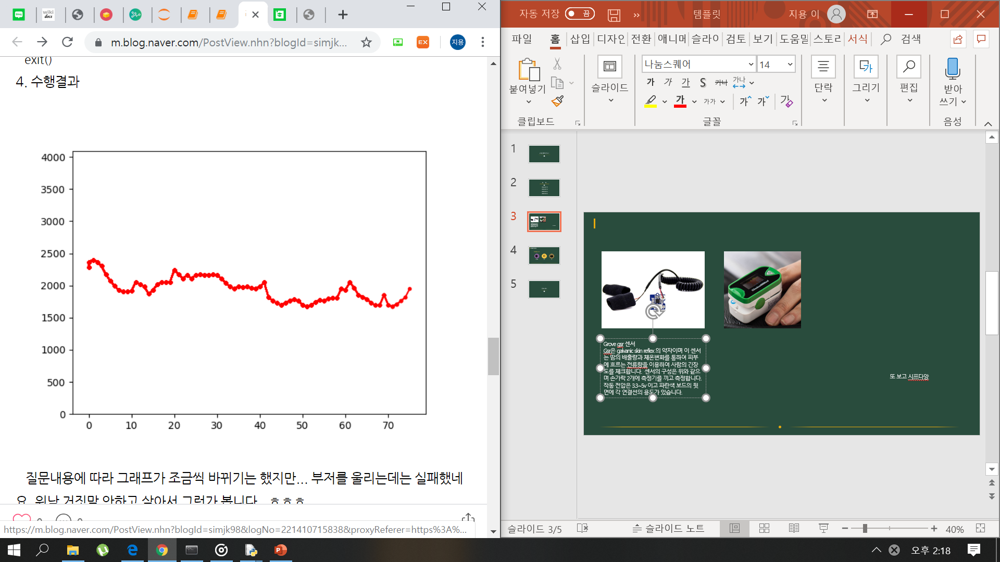 wiki
docs
m.blog.naver.com/PostView.nhn?blogId=simjk...
EX
지용
exit()
4. 수행결과
4000
3500
3000
2500
2000
1500
1000
500
0
0 10 20 30 40 50 60 70
질문내용에 따라 그래프가 조금씩 바뀌기는 했지만... 부저를 울리는데는 실패했네
요. 워낙 거짓말 안하고 살아서 그런가 봅니다... ㅎㅎㅎ
https://m.blog.naver.com/PostView.nhn?blogId=simjk98&logNo=221410715838&proxyReferer=https%3A%...
자동 저장 끔 템플릿 지용 이
파일 홈 삽입 디자인 전환 애니메 슬라이 검토 보기 도움말 스토리 서식 검색
붙여넣기
클립보드
슬라이드
나눔스퀘어 14
가 가 가 S 가나 가나
가 가가 가 가 가
글꼴
단락
그리기
편집
받아
쓰기
음성
1
2
3
4
5
Grove gsr 센서
Gsr은 galvanic skin reflex 의 약자이며 이 센서
는 땀의 배출량과 체온변화를 통하여 피부
에 흐르는 전류량을 이용하여 사람의 긴장
도를 체크합니다. 센서의 구성은 위와 같으
며 손가락 2개에 측정기를 끼고 측정합니다.
작동 전압은 3.3~5v 이고 파란색 보드의 뒷
면에 각 연결선의 용도가 있습니다.
또 보고 시프다앙
ChoiceMMed
슬라이드 3/5 슬라이드 노트 40%
오후 2:18